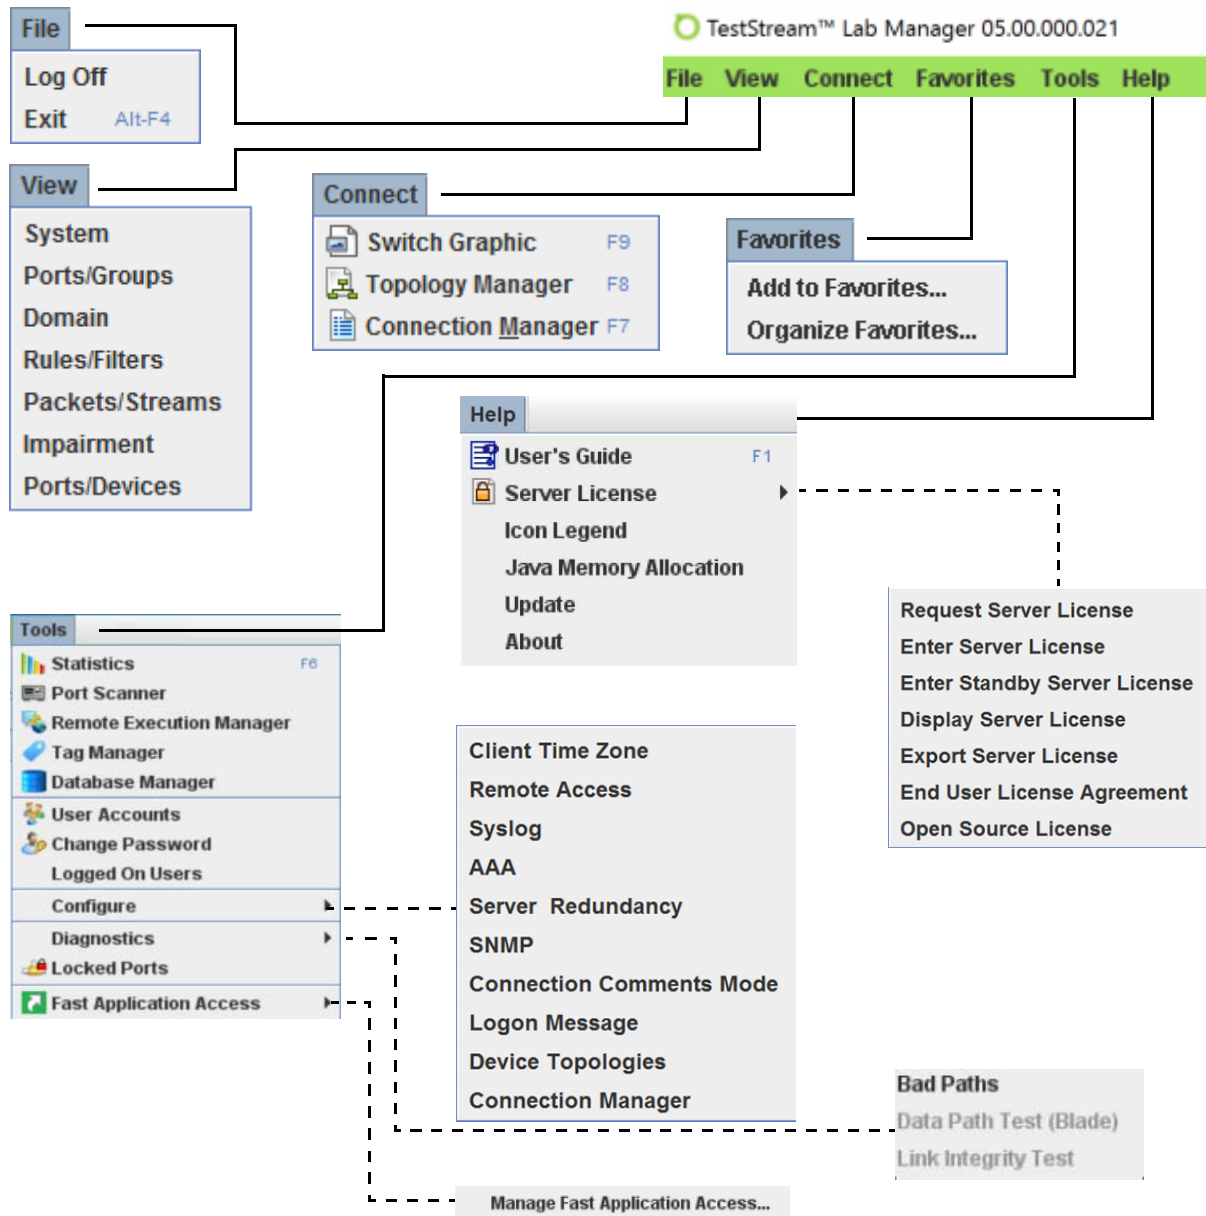 TestStream™ Lab Manager 05.00.000.021
File View Connect Favorites Tools Help
File
Log Off
Exit Alt-F4
View
System
Ports/Groups
Domain
Rules/Filters
Packets/Streams
Impairment
Ports/Devices
Connect
Switch Graphic F9
Topology Manager F8
Connection Manager F7
Favorites
Add to Favorites...
Organize Favorites...
Help
User's Guide F1
Server License
Icon Legend
Java Memory Allocation
Update
About
Request Server License
Enter Server License
Enter Standby Server License
Display Server License
Export Server License
End User License Agreement
Open Source License
Tools
Statistics F6
Port Scanner
Remote Execution Manager
Tag Manager
Database Manager
User Accounts
Change Password
Logged On Users
Configure
Diagnostics
Locked Ports
Fast Application Access
Client Time Zone
Remote Access
Syslog
AAA
Server Redundancy
SNMP
Connection Comments Mode
Logon Message
Device Topologies
Connection Manager
Bad Paths
Data Path Test (Blade)
Link Integrity Test
Manage Fast Application Access...